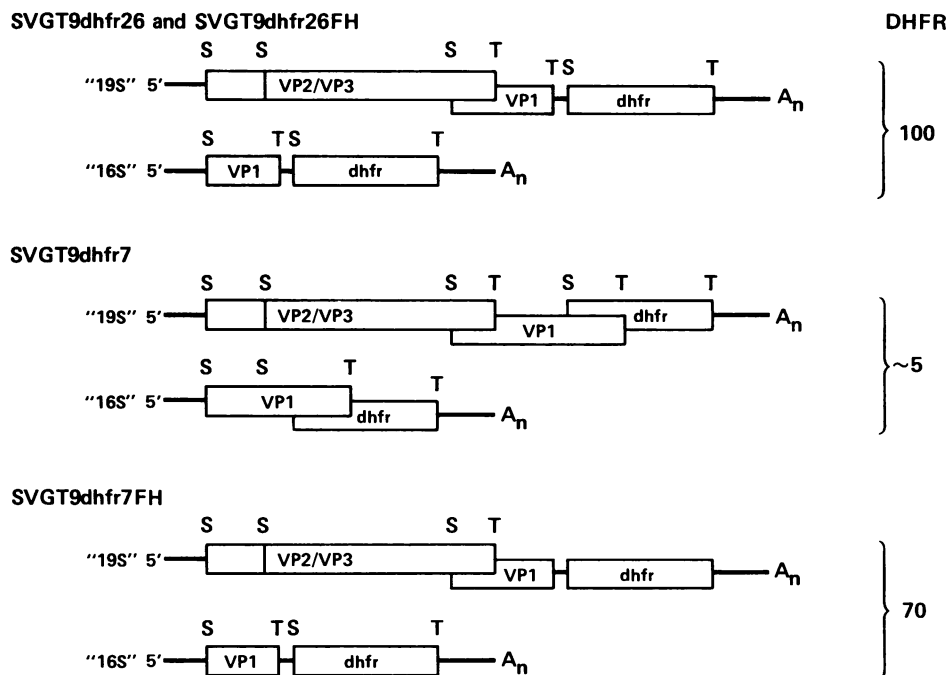 SVGT9dhfr26 and SVGT9dhfr26FH DHFR
S S S T T S T
"19S" 5' VP2/VP3 VP1 dhfr An
S T S T
100
"16S" 5' VP1 dhfr An
SVGT9dhfr7
S S S T S T T
"19S" 5' VP2/VP3 VP1 dhfr An
S S T T
~5
"16S" 5' VP1 dhfr An
SVGT9dhfr7FH
S S S T
"19S" 5' VP2/VP3 VP1 dhfr An
S T S T
70
"16S" 5' VP1 dhfr An